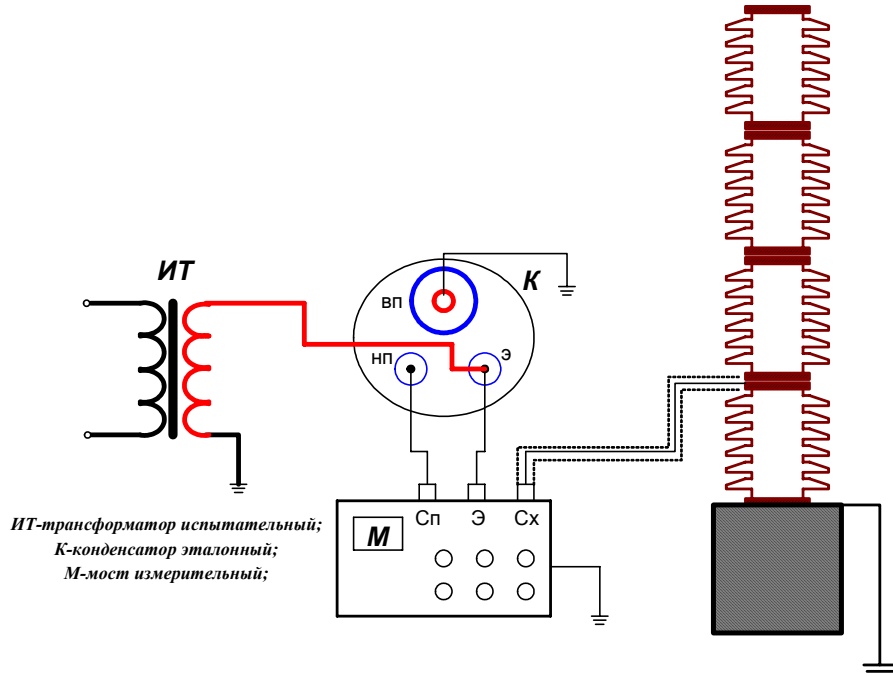 ИТ
К
вп
нп
э
Сп Э Сх
М
ИТ-трансформатор испытательный;
К-конденсатор эталонный;
М-мост измерительный;